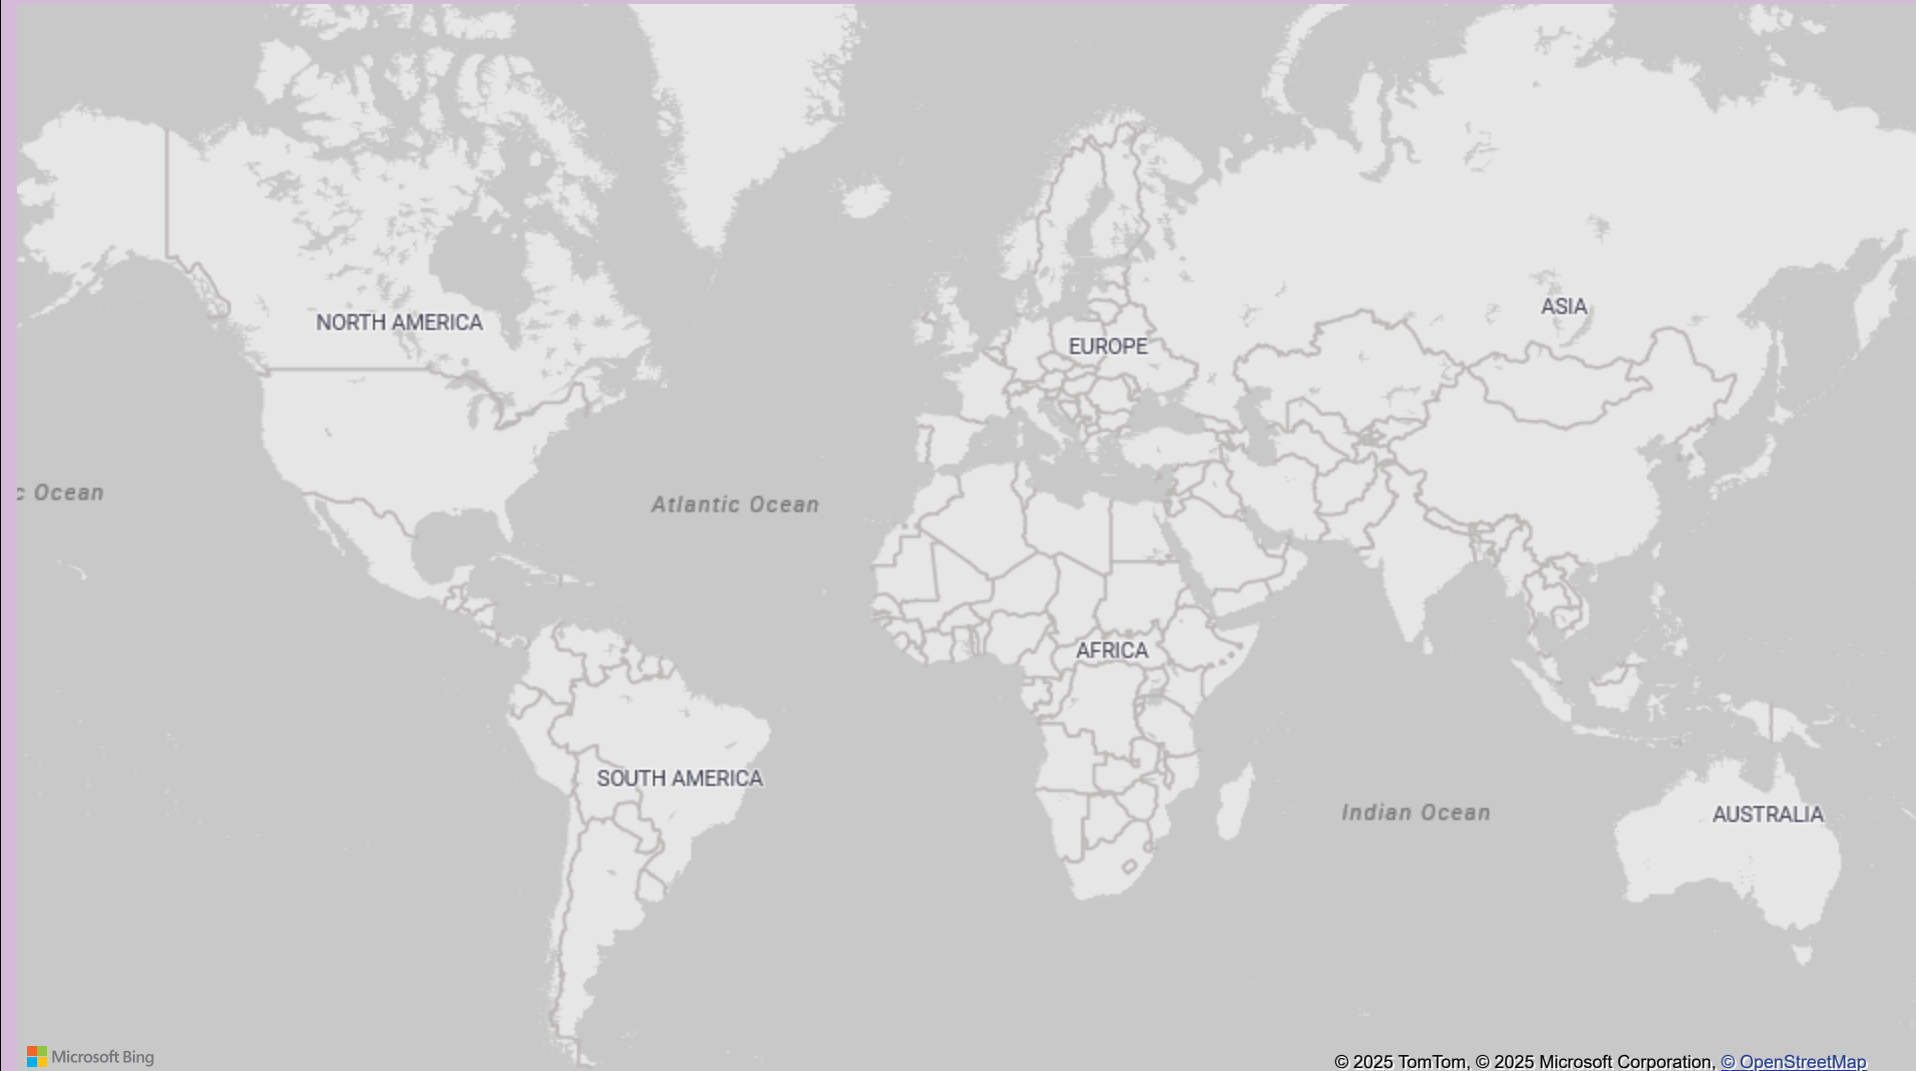 ASIA
NORTH AMERICA
EUROPE
c Ocean
Atlantic Ocean
AFRICA
SOUTH AMERICA
Indian Ocean
AUSTRALIA
Microsoft Bing
© 2025 TomTom, © 2025 Microsoft Corporation, © OpenStreetMap